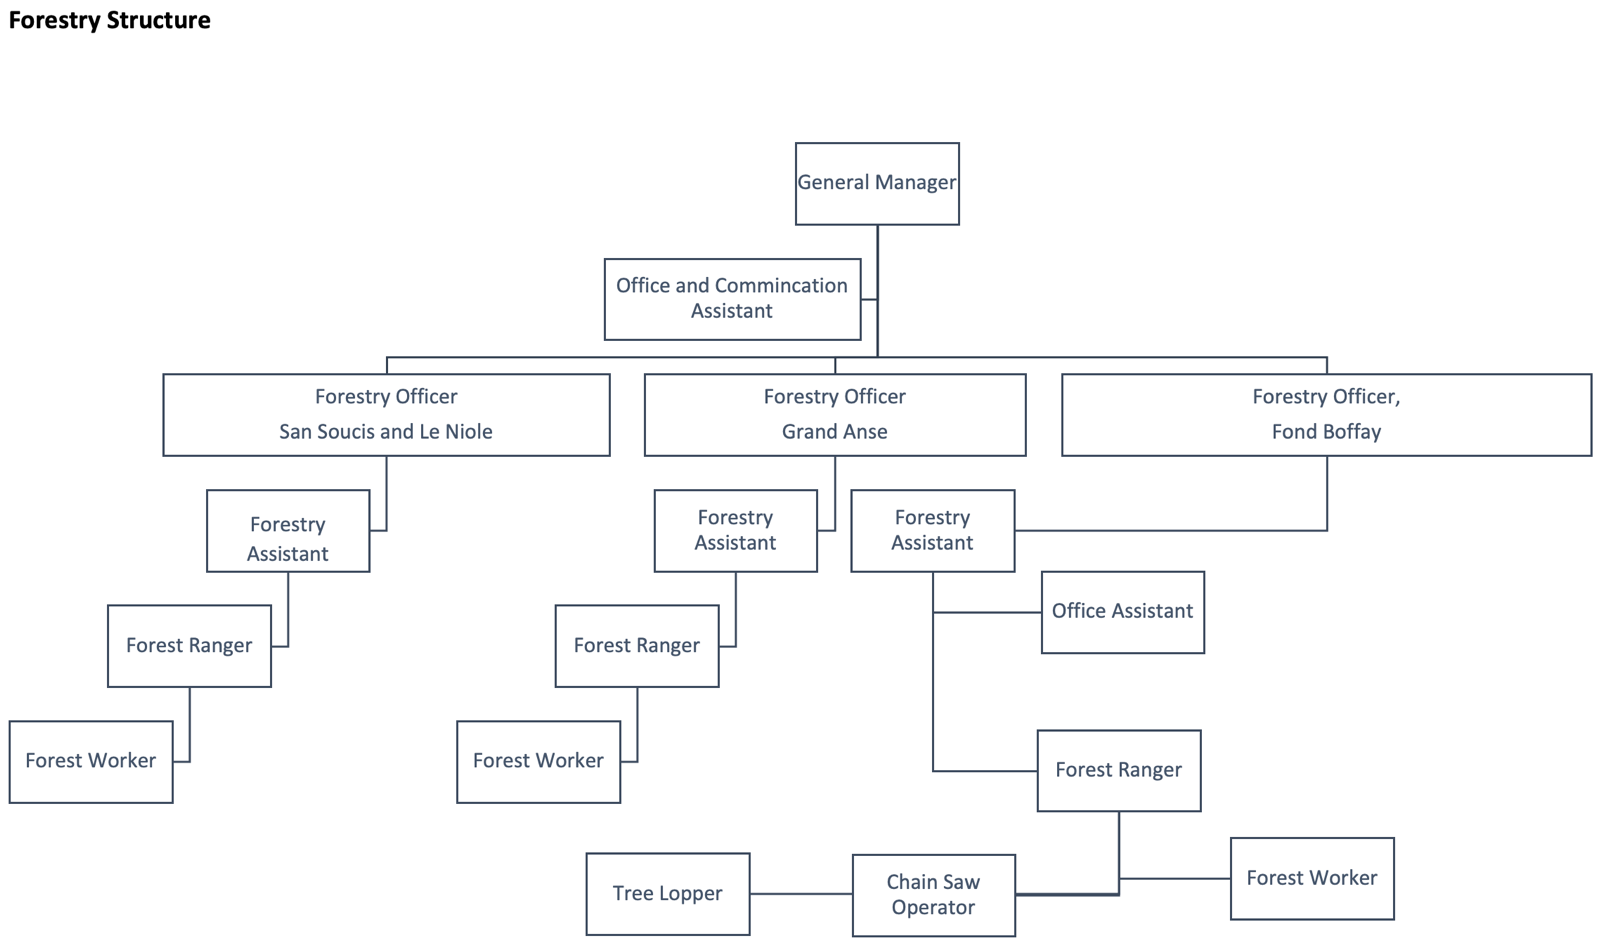 Forestry Structure
General Manager
Office and Commincation
Assistant
Forestry Officer
San Soucis and Le Niole
Forestry Officer
Grand Anse
Forestry Officer,
Fond Boffay
Forestry
Assistant
Forestry
Assistant
Forestry
Assistant
Office Assistant
Forest Ranger
Forest Ranger
Forest Worker
Forest Worker
Forest Ranger
Tree Lopper
Chain Saw
Operator
Forest Worker